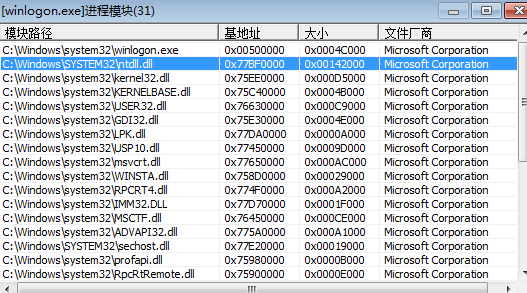 [winlogon.exe]进程模块(31)
模块路径 基地址 大小 文件厂商
C:\Windows\system32\winlogon.exe 0x00500000 0x0004C000 Microsoft Corporation
C:\Windows\SYSTEM32\ntdll.dll 0x77BF0000 0x00142000 Microsoft Corporation
C:\Windows\system32\kernel32.dll 0x75EE0000 0x000D5000 Microsoft Corporation
C:\Windows\system32\KERNELBASE.dll 0x75C40000 0x0004B000 Microsoft Corporation
C:\Windows\system32\USER32.dll 0x76630000 0x000C9000 Microsoft Corporation
C:\Windows\system32\GDI32.dll 0x75E30000 0x0004E000 Microsoft Corporation
C:\Windows\system32\LPK.dll 0x77DA0000 0x0000A000 Microsoft Corporation
C:\Windows\system32\USP10.dll 0x77450000 0x0009D000 Microsoft Corporation
C:\Windows\system32\msvcrt.dll 0x77650000 0x000AC000 Microsoft Corporation
C:\Windows\system32\WINSTA.dll 0x758D0000 0x00029000 Microsoft Corporation
C:\Windows\system32\RPCRT4.dll 0x774F0000 0x000A2000 Microsoft Corporation
C:\Windows\system32\IMM32.DLL 0x77D70000 0x0001F000 Microsoft Corporation
C:\Windows\system32\MSCTF.dll 0x76450000 0x000CE000 Microsoft Corporation
C:\Windows\system32\ADVAPI32.dll 0x775A0000 0x000A1000 Microsoft Corporation
C:\Windows\SYSTEM32\sechost.dll 0x77E20000 0x00019000 Microsoft Corporation
C:\Windows\system32\profapi.dll 0x75980000 0x0000B000 Microsoft Corporation
C:\Windows\system32\RpcRtRemote.dll 0x75900000 0x0000E000 Microsoft Corporation